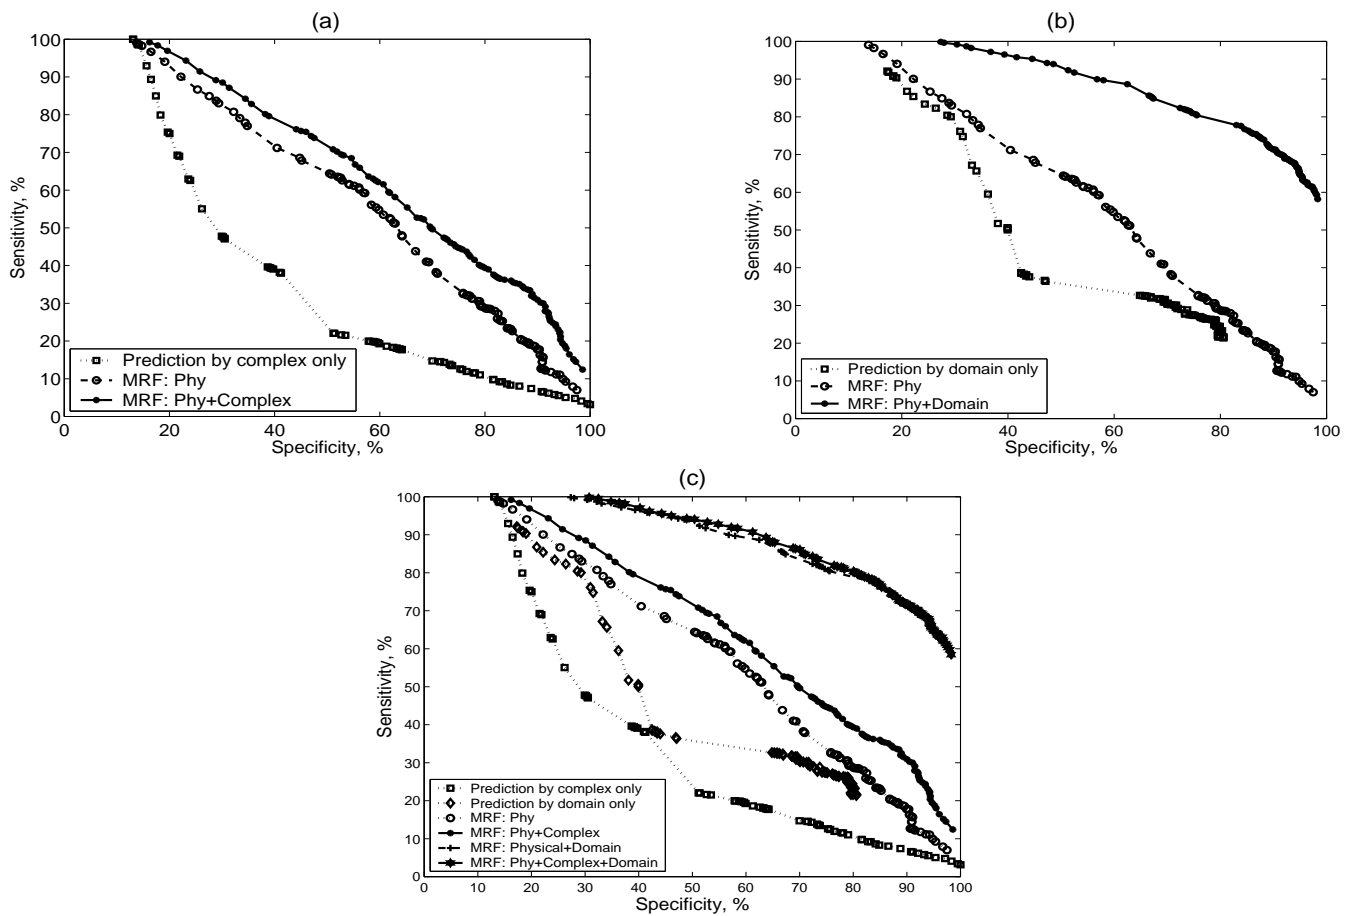 (a)
100
90
80
70
60
50
40
30
20
10
0
Sensitivity, %
Prediction by complex only
MRF: Phy
MRF: Phy+Complex
0 20 40 60 80 100
Specificity, %
(b)
100
90
80
70
60
50
40
30
20
10
0
Sensitivity, %
Prediction by domain only
MRF: Phy
MRF: Phy+Domain
0 20 40 60 80 100
Specificity, %
(c)
100
90
80
70
60
50
40
30
20
10
0
Sensitivity, %
Prediction by complex only
Prediction by domain only
MRF: Phy
MRF: Phy+Complex
MRF: Physical+Domain
MRF: Phy+Complex+Domain
0 10 20 30 40 50 60 70 80 90 100
Specificity, %